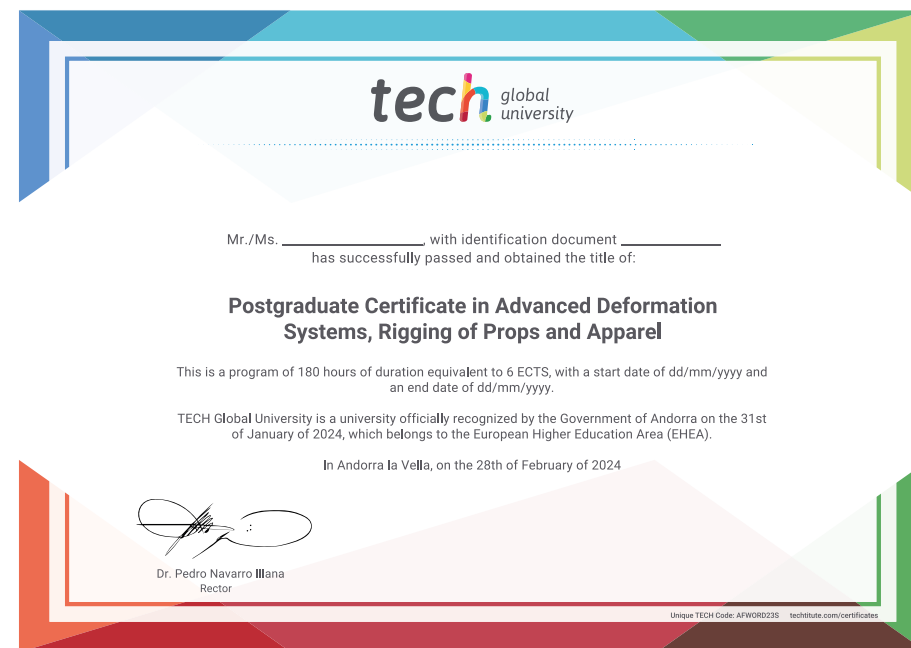 tech global
university
Mr./Ms. ____________________, with identification document __________________
has successfully passed and obtained the title of:
Postgraduate Certificate in Advanced Deformation
Systems, Rigging of Props and Apparel
This is a program of 180 hours of duration equivalent to 6 ECTS, with a start date of dd/mm/yyyy and
an end date of dd/mm/yyyy.
TECH Global University is a university officially recognized by the Government of Andorra on the 31st
of January of 2024, which belongs to the European Higher Education Area (EHEA).
In Andorra la Vella, on the 28th of February of 2024
Dr. Pedro Navarro Illana
Rector
Unique TECH Code: AFWORD23S techtitute.com/certificates